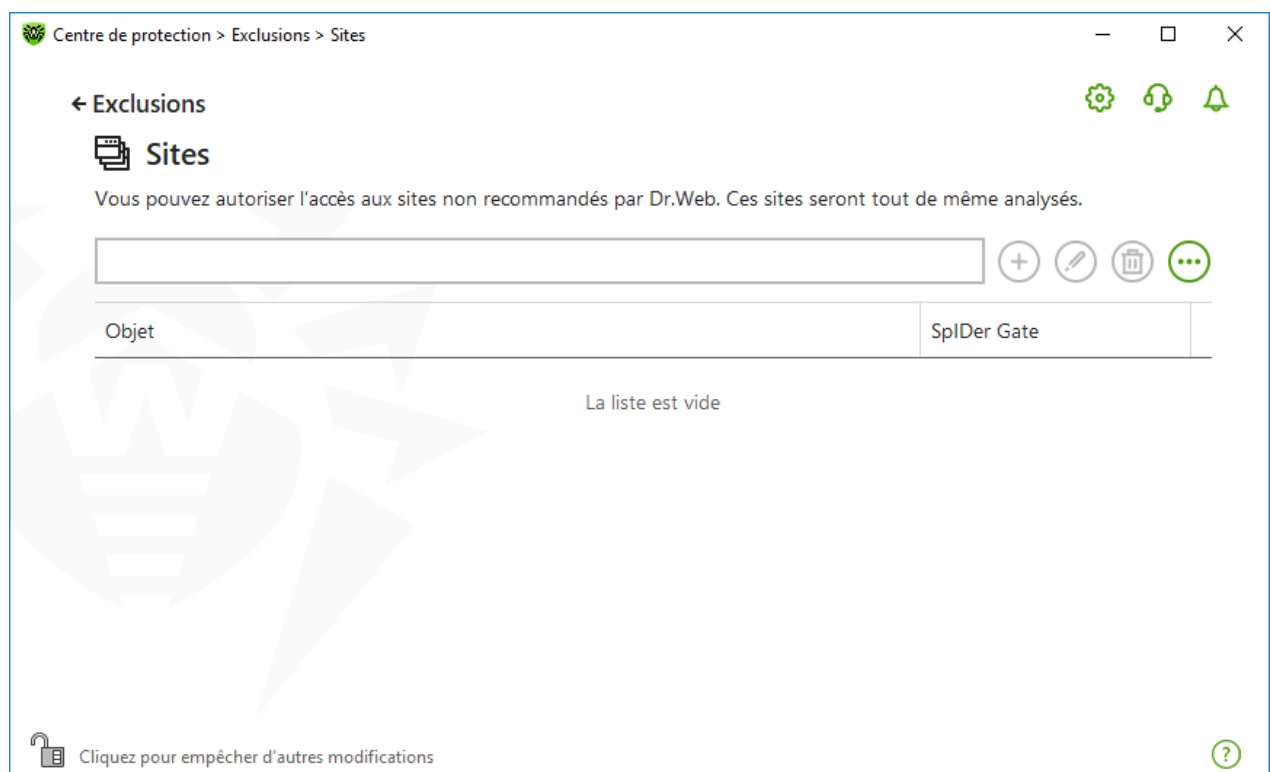 Centre de protection > Exclusions > Sites
Exclusions
Sites
Vous pouvez autoriser l’accès aux sites non recommandés par Dr.Web. Ces sites seront tout de même analysés.
Objet SpIDer Gate
La liste est vide
Cliquez pour empêcher d’autres modifications
?